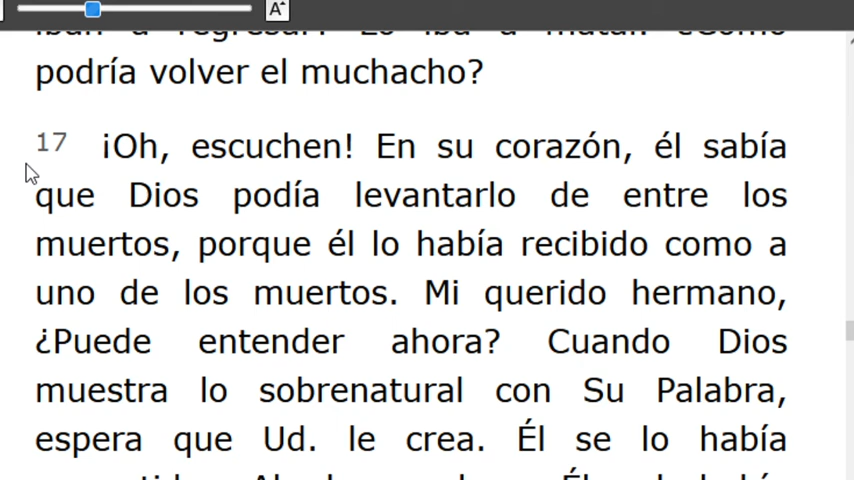 A
podría volver el muchacho?
17 ¡Oh, escuchen! En su corazón, él sabía
que Dios podía levantarlo de entre los
muertos, porque él lo había recibido como a
uno de los muertos. Mi querido hermano,
¿Puede entender ahora? Cuando Dios
muestra lo sobrenatural con Su Palabra,
espera que Ud. le crea. Él se lo había